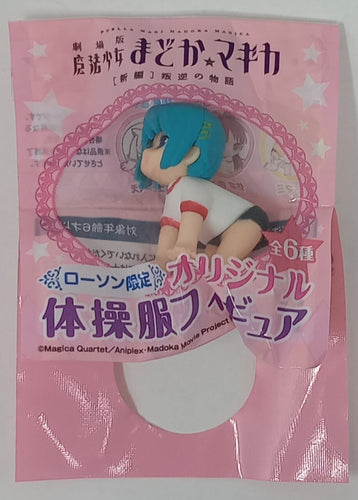 PUELLA MAGI MADOKA MAGICA
劇場版
魔法少女まどか☆マギカ
[新編]叛逆の物語
全6種
ローソン限定
オリジナル
体操服フィギュア
©Magica Quartet/Aniplex・Madoka Movie Project